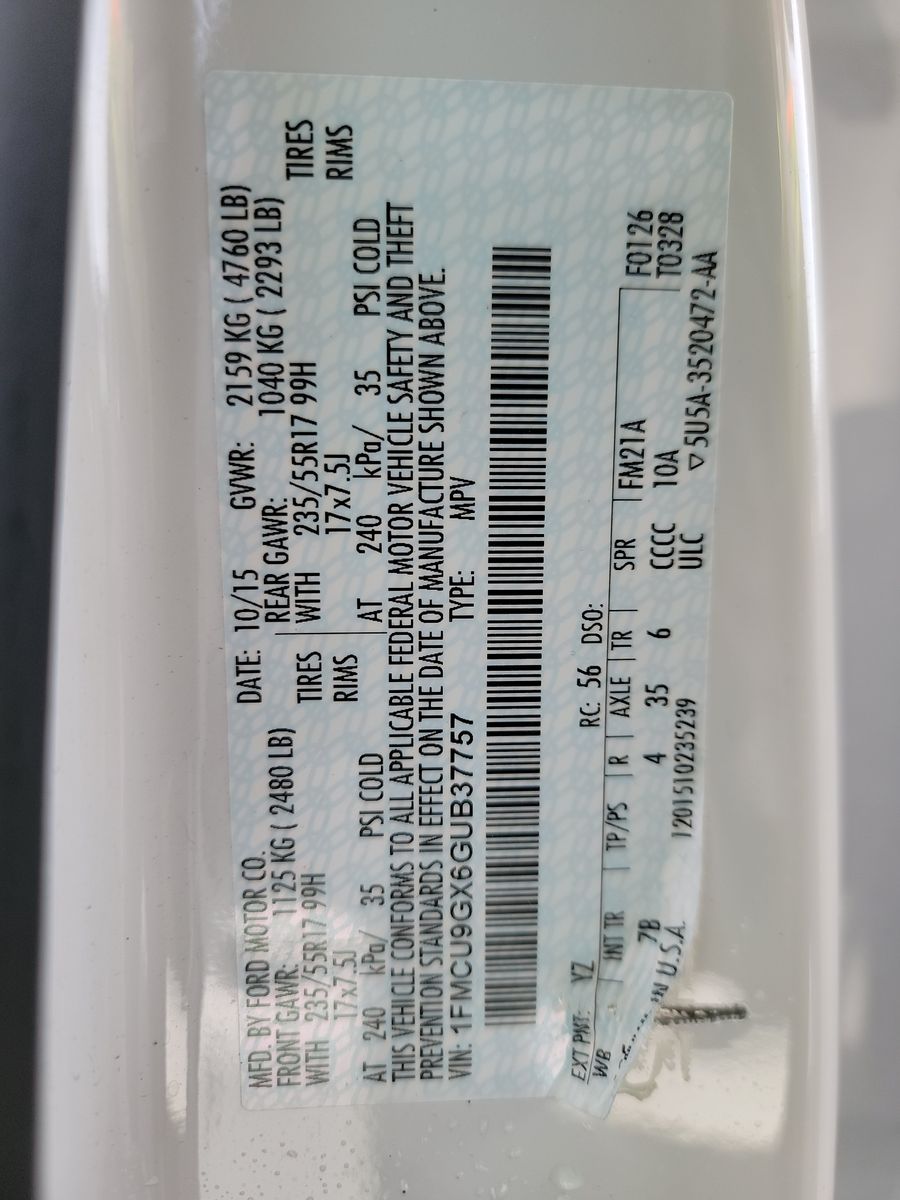 MFD. BY FORD MOTOR CO. DATE: 10/15 GVWR: 2159 KG ( 4760 LB)
FRONT GAWR: 1125 KG ( 2480 LB) REAR GAWR: 1040 KG ( 2293 LB)
WITH 235/55R17 99H TIRES WITH 235/55R17 99H TIRES
17x7.5J RIMS 17x7.5J RIMS
AT 240 kPa/ 35 PSI COLD AT 240 kPa/ 35 PSI COLD
THIS VEHICLE CONFORMS TO ALL APPLICABLE FEDERAL MOTOR VEHICLE SAFETY AND THEFT
PREVENTION STANDARDS IN EFFECT ON THE DATE OF MANUFACTURE SHOWN ABOVE.
VIN: 1FMCU9GX6GUB37757 TYPE: MPV
EXT PNT: YZ RC: 56 DSO:
WB INT TR TP/PS R AXLE TR SPR FM21A F0126
7B 4 35 6 CCCC 10A T0328
IN U.S.A. 1201510235239 ULC ▽5U5A-3520472-AA